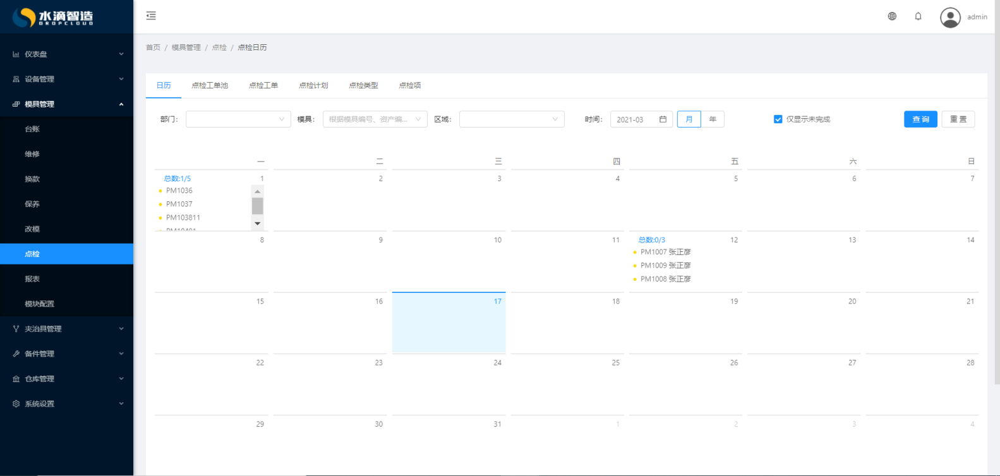 水滴智造
DROPCLOUD
admin
首页 / 模具管理 / 点检 / 点检日历
仪表盘
设备管理
模具管理
台账
维修
换款
保养
改模
点检
报表
模块配置
夹治具管理
备件管理
仓库管理
系统设置
日历 点检工单池 点检工单 点检计划 点检类型 点检项
部门: 模具: 根据模具编号、资产编... 区域: 时间: 2021-03 月 年 仅显示未完成 查 询 重 置
一 二 三 四 五 六 日
总数:1/5 1 2 3 4 5 6 7
PM1036
PM1037
PM103811
PM10401
8 9 10 11 总数:0/3 12 13 14
PM1007 张正彦
PM1009 张正彦
PM1008 张正彦
15 16 17 18 19 20 21
22 23 24 25 26 27 28
29 30 31 1 2 3 4